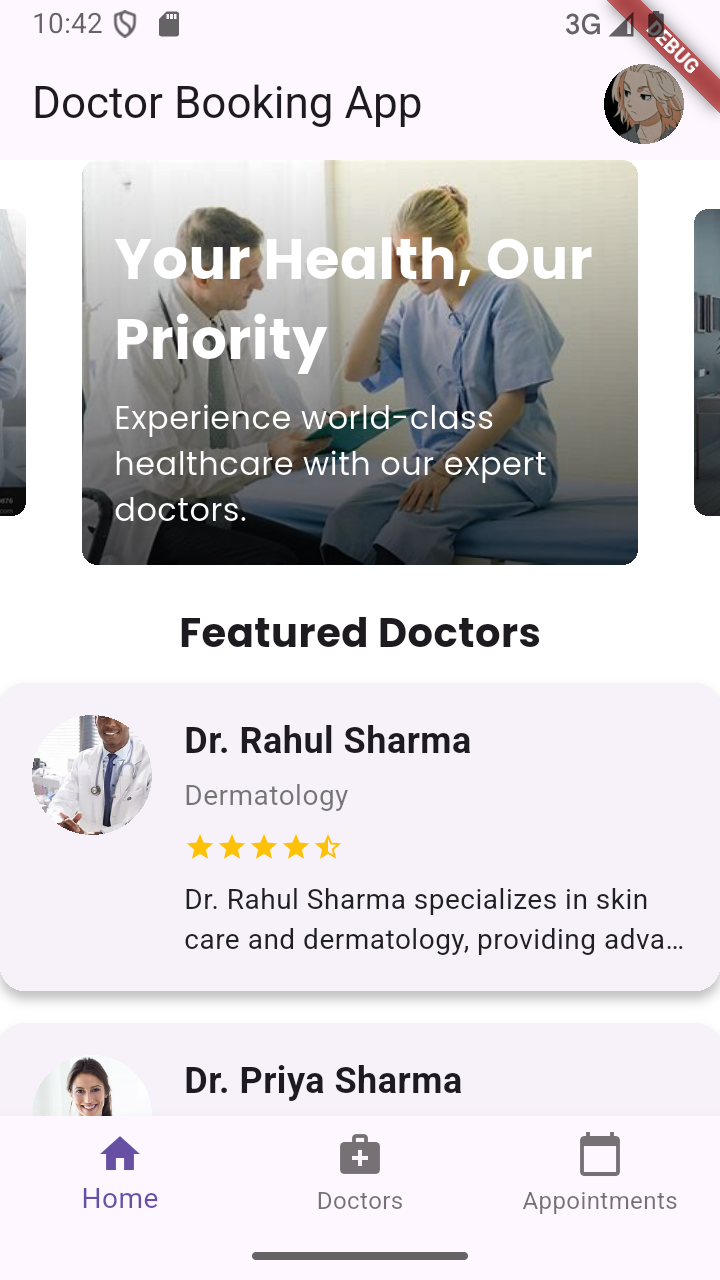 10:42
3G
DEBUG
Doctor Booking App
Your Health, Our
Priority
Experience world-class
healthcare with our expert
doctors.
Featured Doctors
Dr. Rahul Sharma
Dermatology
Dr. Rahul Sharma specializes in skin
care and dermatology, providing adva…
Dr. Priya Sharma
Home
Doctors
Appointments